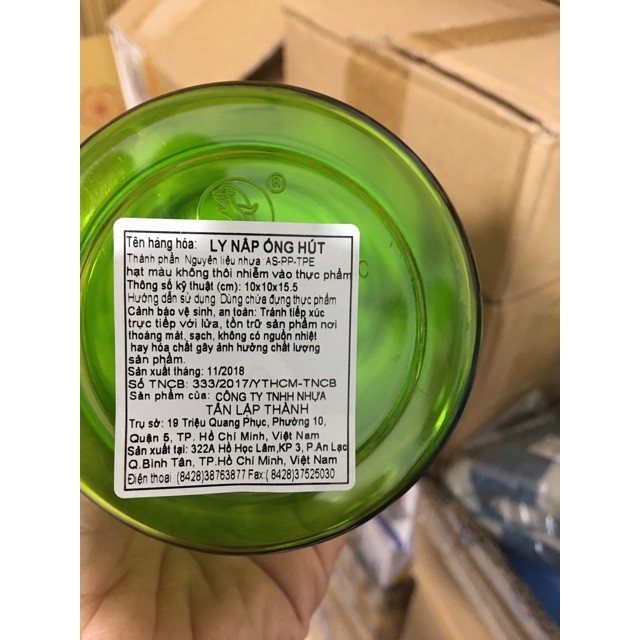 ®
Tên hàng hóa: LY NẮP ỐNG HÚT
Thành phần Nguyên liệu nhựa AS-PP-TPE
hạt màu không thôi nhiễm vào thực phẩm
Thông số kỹ thuật (cm): 10x10x15.5
Hướng dẫn sử dụng Dùng chứa đựng thực phẩm
Cảnh báo vệ sinh, an toàn: Tránh tiếp xúc
trực tiếp với lửa, tồn trữ sản phẩm nơi
thoáng mát, sạch, không có nguồn nhiệt
hay hóa chất gây ảnh hưởng chất lượng
sản phẩm.
Sản xuất tháng: 11/2018
Số TNCB: 333/2017/YTHCM-TNCB
Sản phẩm của: CÔNG TY TNHH NHỰA
TÂN LẬP THÀNH
Trụ sở: 19 Triệu Quang Phục, Phường 10,
Quận 5, TP. Hồ Chí Minh, Việt Nam
Sản xuất tại: 322A Hồ Học Lãm,KP 3, P.An Lạc
Q.Bình Tân, TP.Hồ Chí Minh, Việt Nam
Điện thoại (8428)38763877 Fax:(8428)37525030